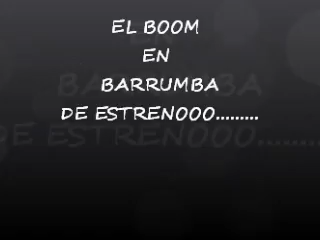 EL BOOM
EN
BARRUMBA
DE ESTRENOOO.........